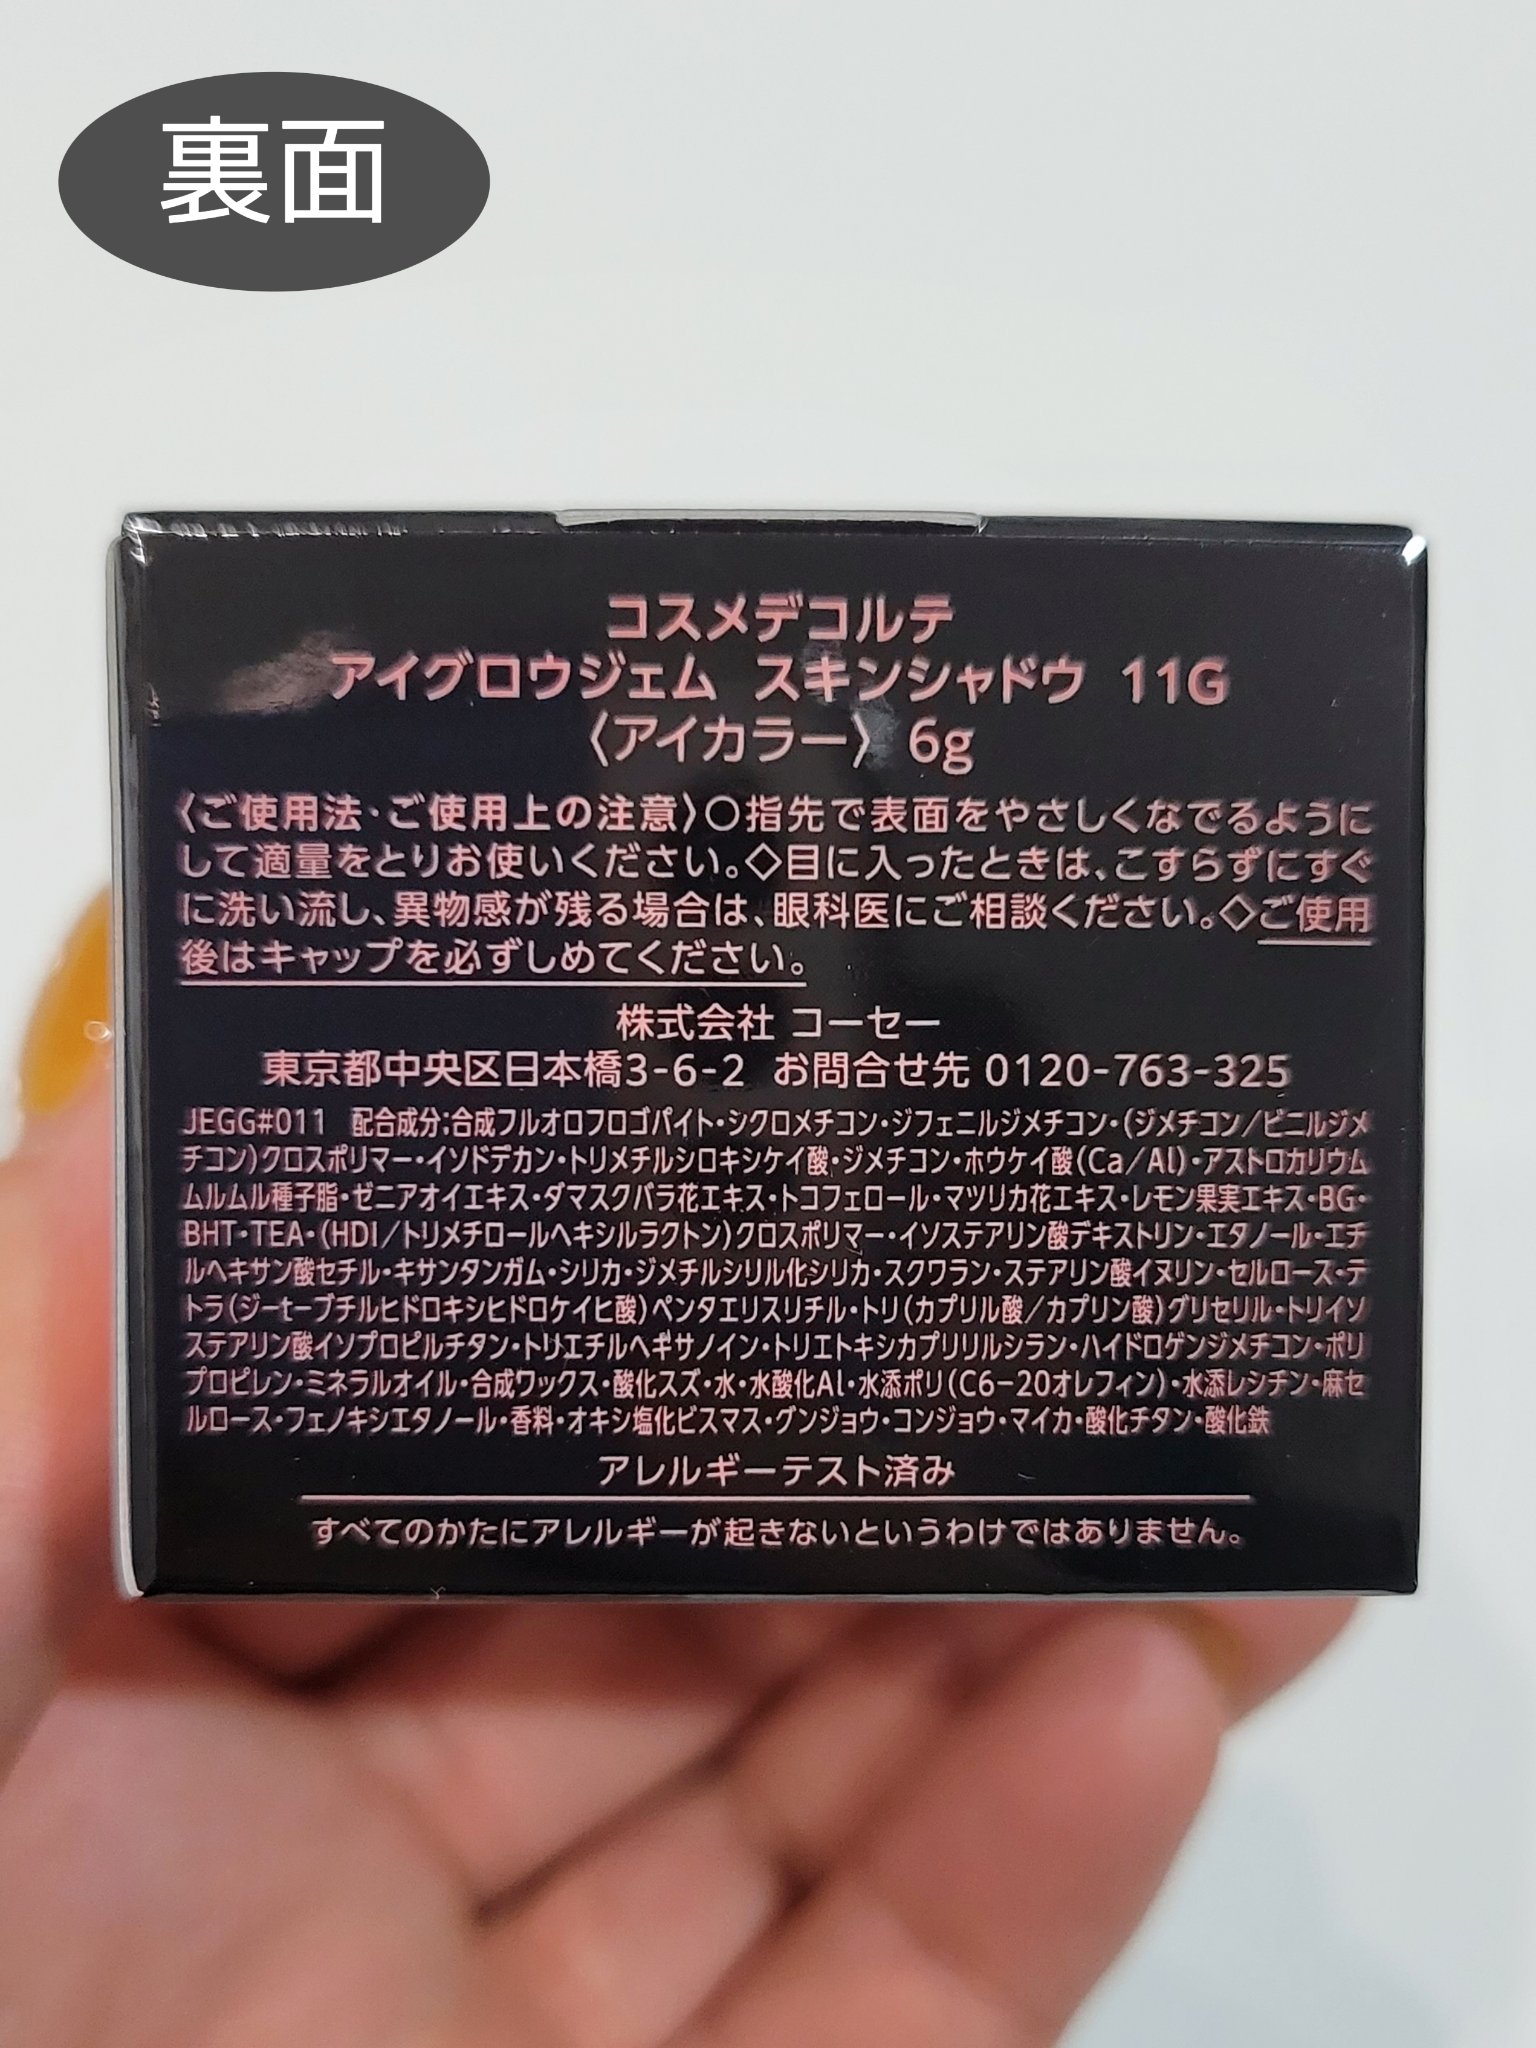 裏面
コスメデコルテ
アイグロウジェム スキンシャドウ 11G
〈アイカラー〉 6g
〈ご使用法・ご使用上の注意〉○指先で表面をやさしくなでるように
して適量をとりお使いください。◇目に入ったときは、こすらずにすぐ
に洗い流し、異物感が残る場合は、眼科医にご相談ください。◇ご使用
後はキャップを必ずしめてください。
株式会社 コーセー
東京都中央区日本橋3-6-2 お問合せ先 0120-763-325
JEGG#011 配合成分:合成フルオロフロゴパイト・シクロメチコン・ジフェニルジメチコン・(ジメチコン/ビニルジメ
チコン)クロスポリマー・イソドデカン・トリメチルシロキシケイ酸・ジメチコン・ホウケイ酸(Ca/Al)・アストロカリウム
ムルムル種子脂・ゼニアオイエキス・ダマスクバラ花エキス・トコフェロール・マツリカ花エキス・レモン果実エキス・BG・
BHT・TEA・(HDI/トリメチロールヘキシルラクトン)クロスポリマー・イソステアリン酸デキストリン・エタノール・エチ
ルヘキサン酸セチル・キサンタンガム・シリカ・ジメチルシリル化シリカ・スクワラン・ステアリン酸イヌリン・セルロース・テ
トラ(ジーtーブチルヒドロキシヒドロケイヒ酸)ペンタエリスリチル・トリ(カプリル酸/カプリン酸)グリセリル・トリイソ
ステアリン酸イソプロピルチタン・トリエチルヘキサノイン・トリエトキシカプリリルシラン・ハイドロゲンジメチコン・ポリ
プロピレン・ミネラルオイル・合成ワックス・酸化スズ・水・水酸化Al・水添ポリ(C6-20オレフィン)・水添レシチン・麻セ
ルロース・フェノキシエタノール・香料・オキシ塩化ビスマス・グンジョウ・コンジョウ・マイカ・酸化チタン・酸化鉄
アレルギーテスト済み
すべてのかたにアレルギーが起きないというわけではありません。